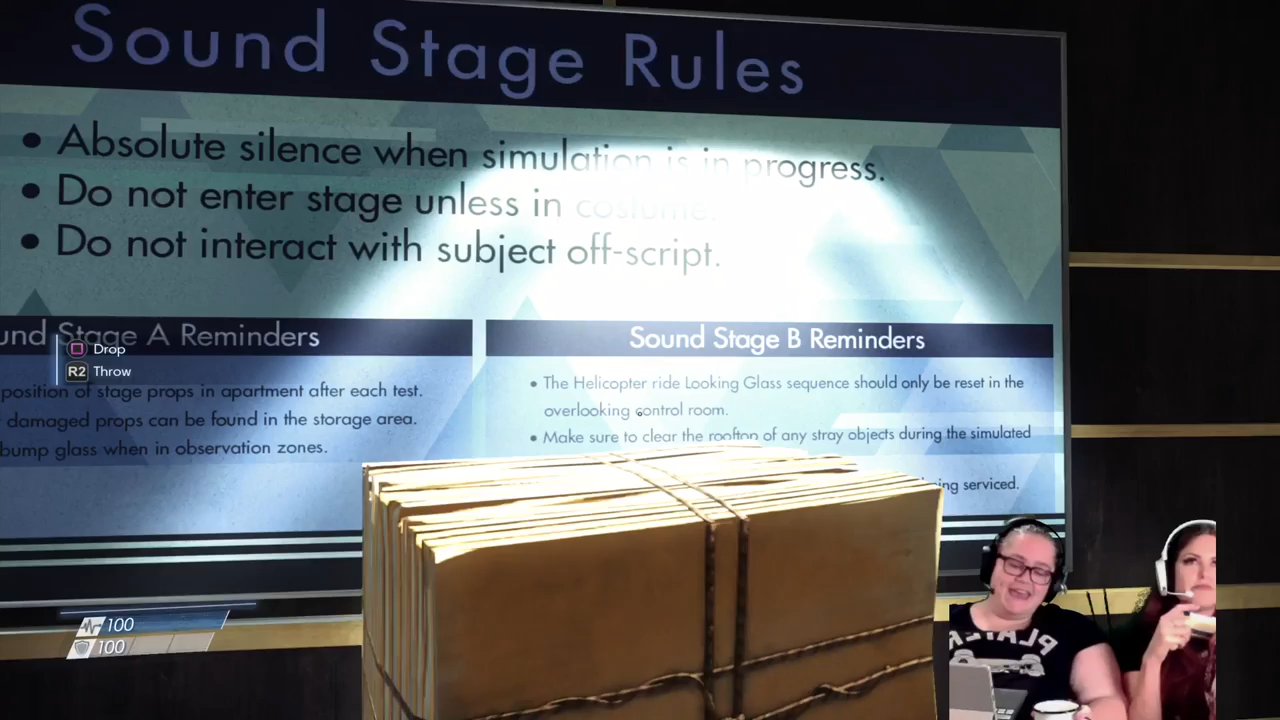 Sound Stage Rules
• Absolute silence when simulation is in progress.
• Do not enter stage unless in costume.
• Do not interact with subject off-script.
Stage A Reminders
Sound Stage B Reminders
Drop
R2 Throw
position of stage props in apartment after each test.
damaged props can be found in the storage area.
bump glass when in observation zones.
• The Helicopter ride Looking Glass sequence should only be reset in the
overlooking control room.
• Make sure to clear the rooftop of any stray objects during the simulated
serviced.
100
100
PLAYER